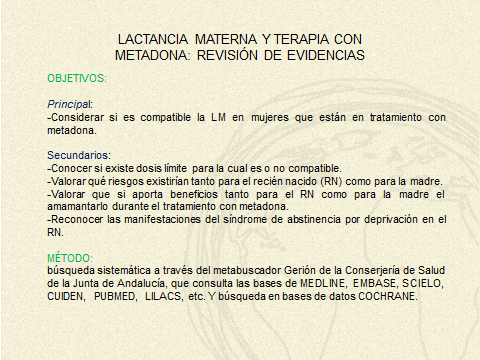 LACTANCIA MATERNA Y TERAPIA CON
METADONA: REVISIÓN DE EVIDENCIAS
OBJETIVOS:
Principal:
-Considerar si es compatible la LM en mujeres que están en tratamiento con
metadona.
Secundarios:
-Conocer si existe dosis límite para la cual es o no compatible.
-Valorar qué riesgos existirían tanto para el recién nacido (RN) como para la madre.
-Valorar que si aporta beneficios tanto para el RN como para la madre el
amamantarlo durante el tratamiento con metadona.
-Reconocer las manifestaciones del síndrome de abstinencia por deprivación en el
RN.
MÉTODO:
búsqueda sistemática a través del metabuscador Gerión de la Conserjería de Salud
de la Junta de Andalucía, que consulta las bases de MEDLINE, EMBASE, SCIELO,
CUIDEN, PUBMED, LILACS, etc. Y búsqueda en bases de datos COCHRANE.